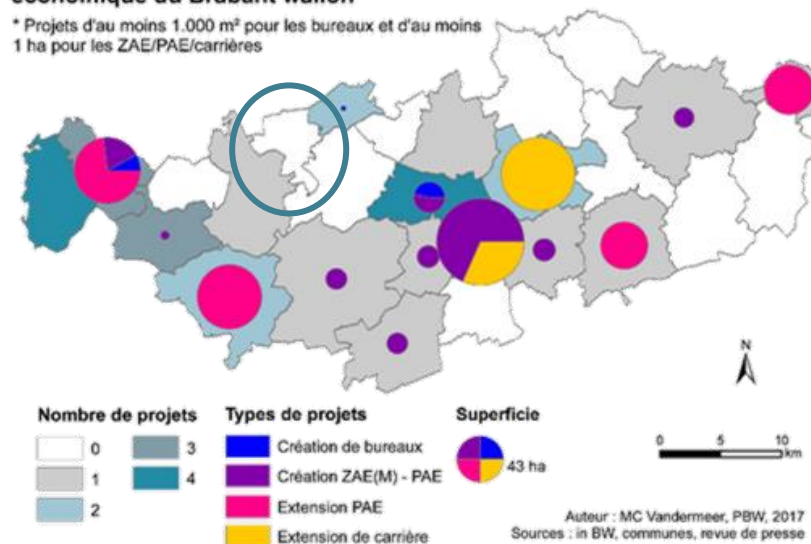 économique du Brabant wallon
* Projets d'au moins 1.000 m² pour les bureaux et d'au moins
1 ha pour les ZAE/PAE/carrières
N
Nombre de projets
0
1
2
3
4
Types de projets
Création de bureaux
Création ZAE(M) - PAE
Extension PAE
Extension de carrière
Superficie
43 ha
0 5 10
km
Auteur : MC Vandermeer, PBW, 2017
Sources : in BW, communes, revue de presse